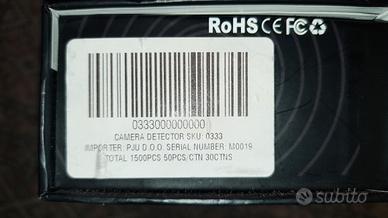 RoHS CE FC
0333000000000
CAMERA DETECTOR SKU: 0333
IMPORTER: PJU D.O.O. SERIAL NUMBER: M0019
TOTAL 1500PCS 50PCS/CTN 30CTNS
subito